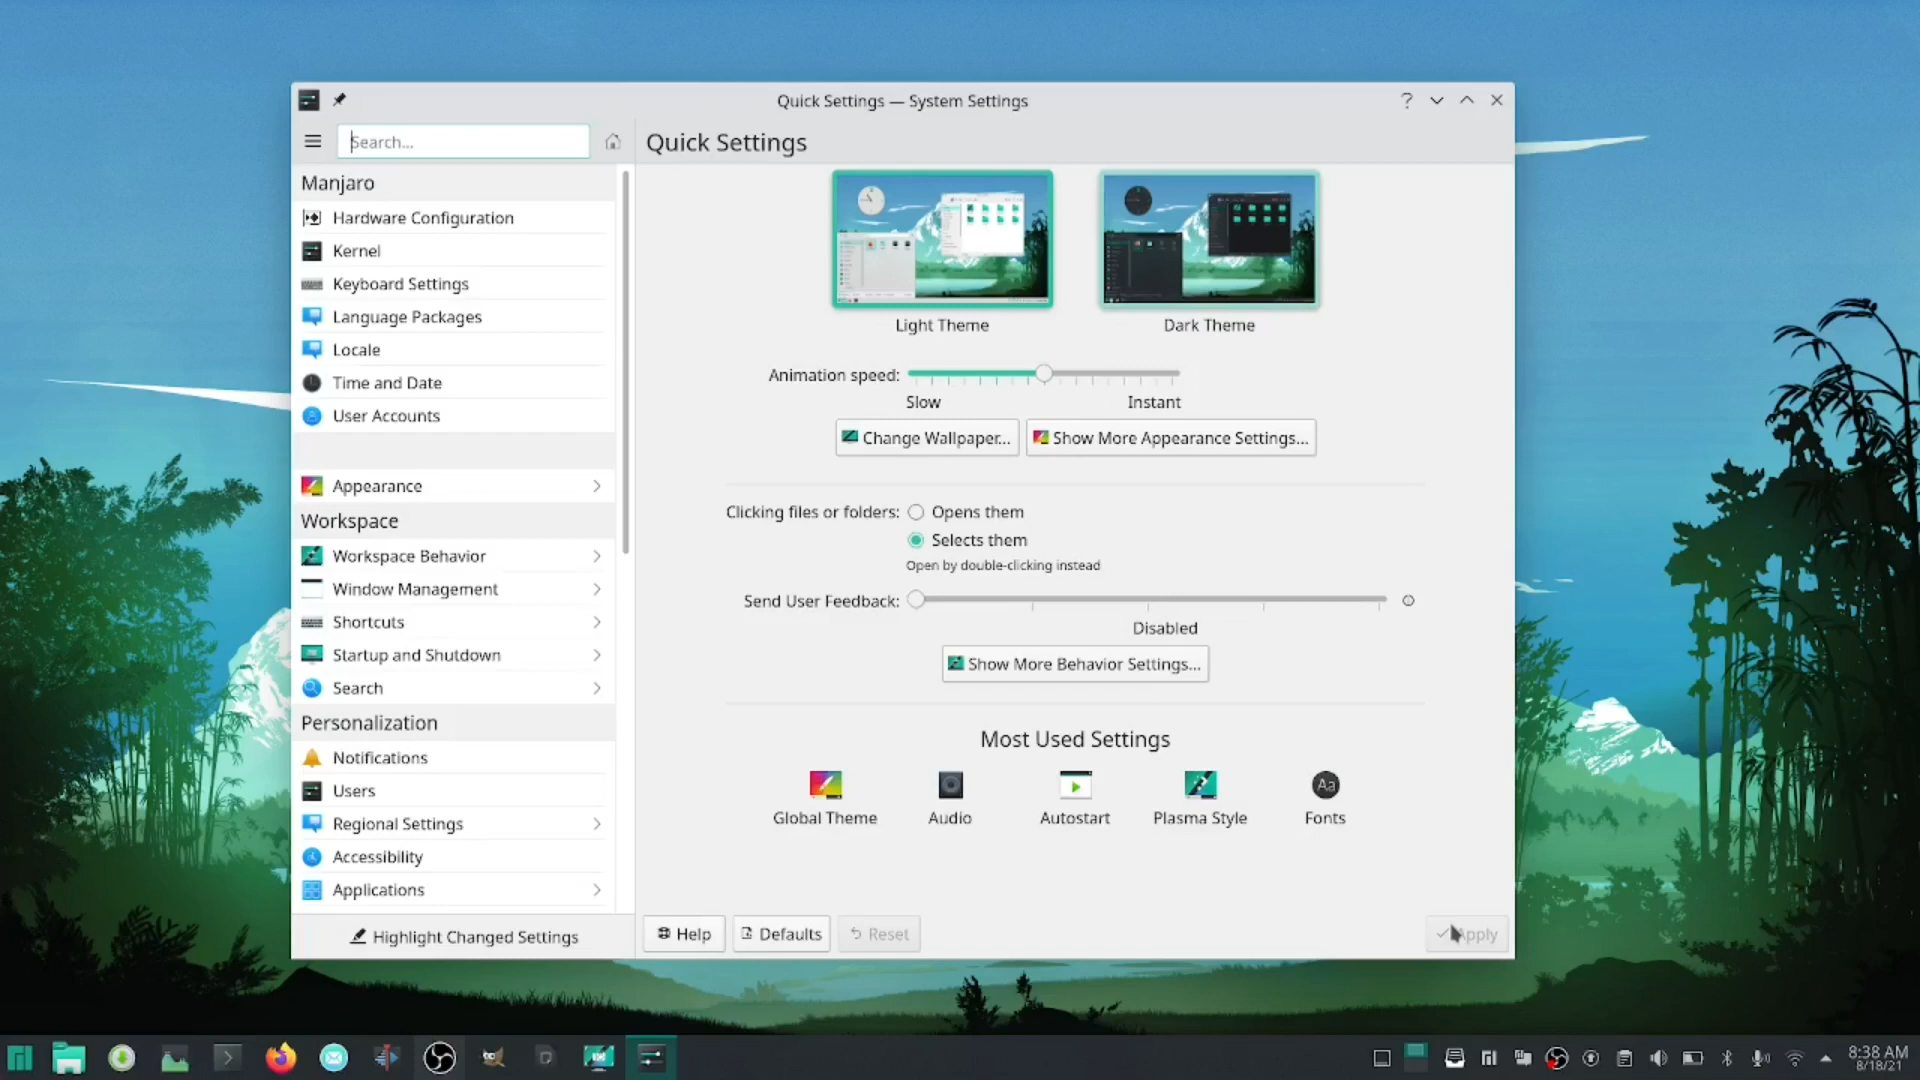 Quick Settings — System Settings
Search...
Quick Settings
Manjaro
Hardware Configuration
Kernel
Keyboard Settings
Language Packages
Locale
Time and Date
User Accounts
Appearance
Workspace
Workspace Behavior
Window Management
Shortcuts
Startup and Shutdown
Search
Personalization
Notifications
Users
Regional Settings
Accessibility
Applications
Highlight Changed Settings
Light Theme
Dark Theme
Animation speed:
Slow
Instant
Change Wallpaper...
Show More Appearance Settings...
Clicking files or folders:
Opens them
Selects them
Open by double-clicking instead
Send User Feedback:
Disabled
Show More Behavior Settings...
Most Used Settings
Aa
Global Theme
Audio
Autostart
Plasma Style
Fonts
Help
Defaults
Reset
Apply
8:38 AM
8/18/21